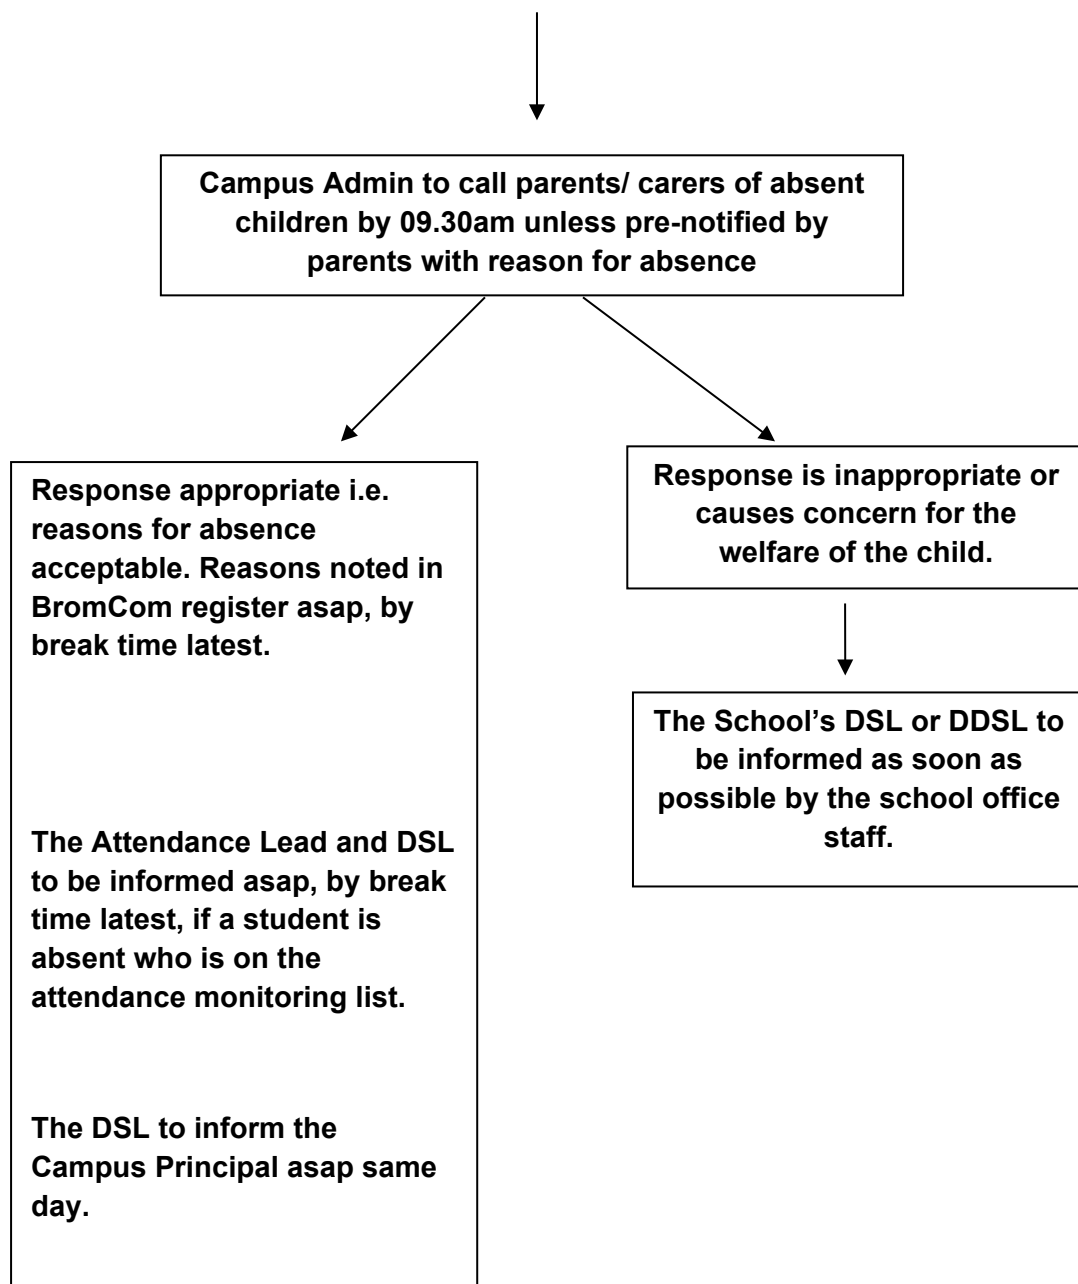 Campus Admin to call parents/ carers of absent
children by 09.30am unless pre-notified by
parents with reason for absence
Response appropriate i.e.
reasons for absence
acceptable. Reasons noted in
BromCom register asap, by
break time latest.
The Attendance Lead and DSL
to be informed asap, by break
time latest, if a student is
absent who is on the
attendance monitoring list.
The DSL to inform the
Campus Principal asap same
day.
Response is inappropriate or
causes concern for the
welfare of the child.
The School’s DSL or DDSL to
be informed as soon as
possible by the school office
staff.